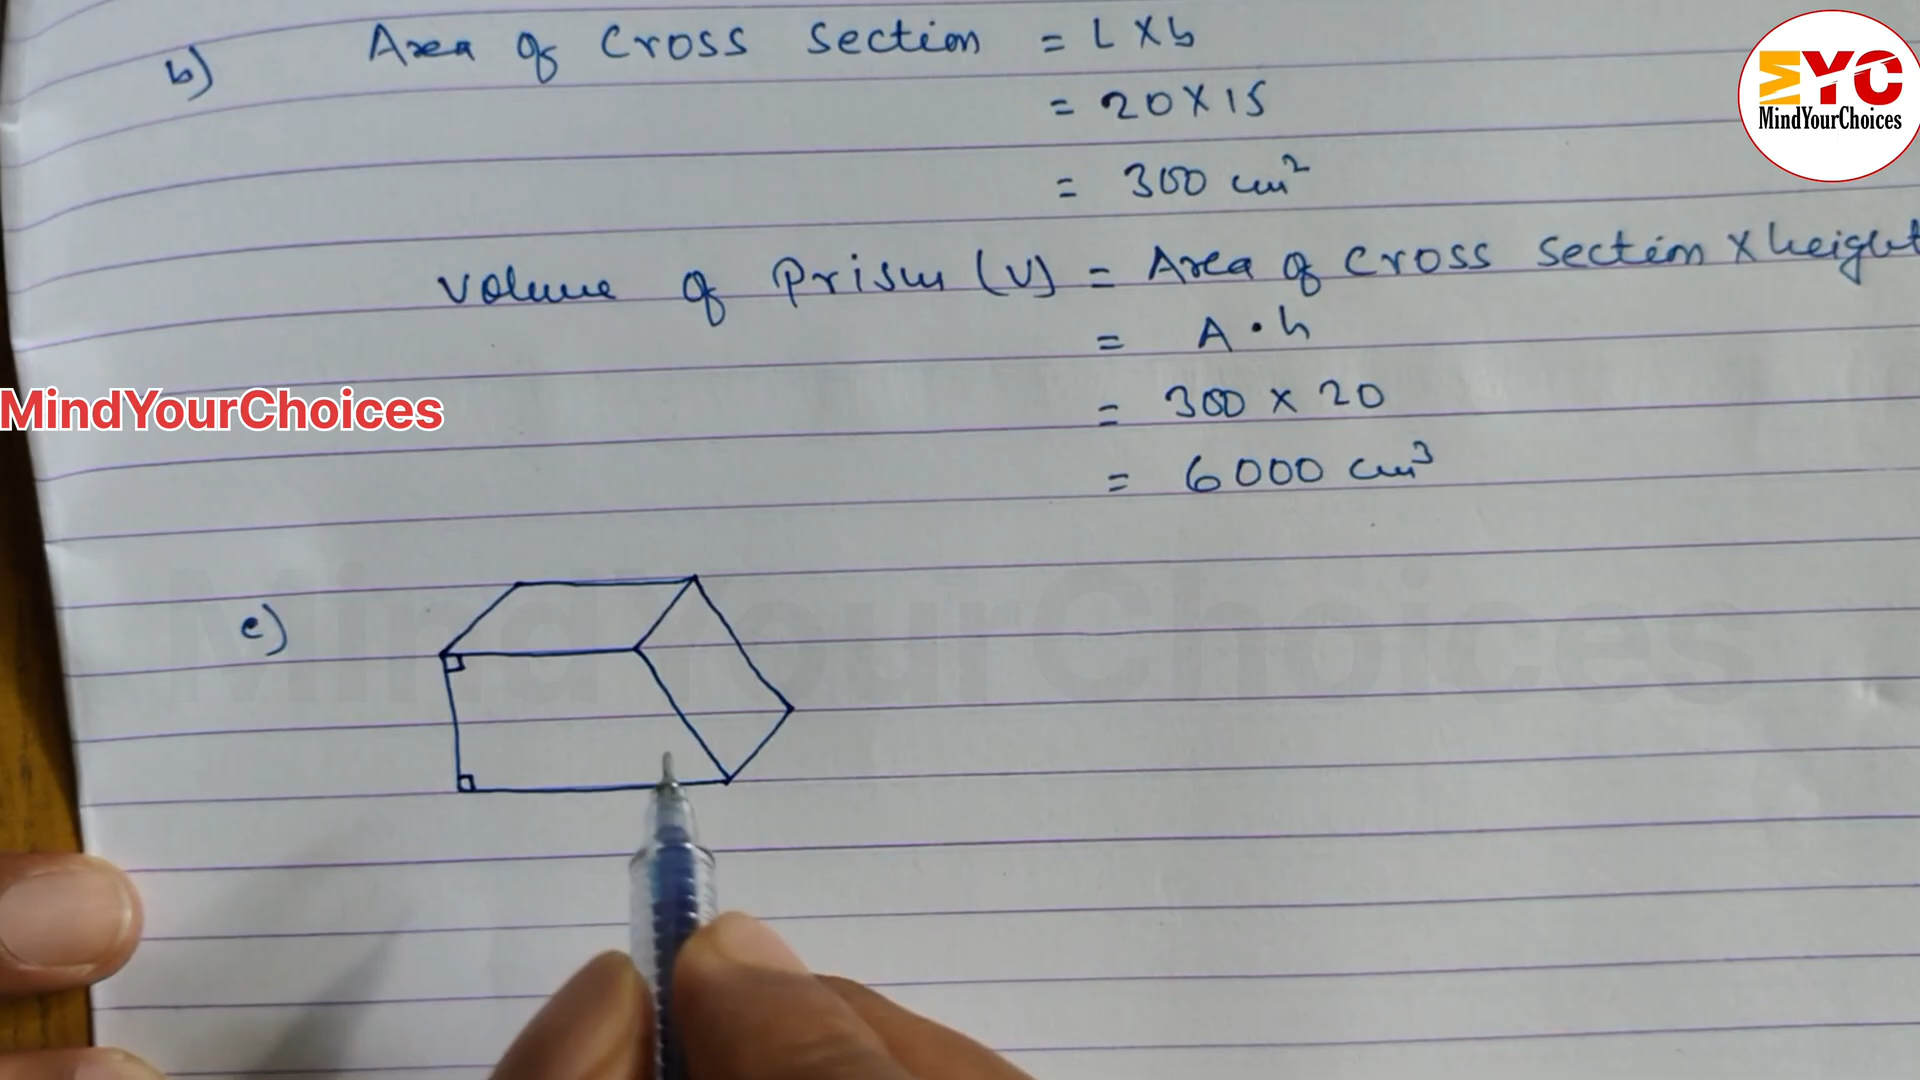 b) Area of Cross section = L X b
= 20 X 15
= 300 cm²
Volume of Prism (V) = Area of Cross section X height
= A · h
= 300 x 20
= 6000 cm³
c)
MYC
MindYourChoices
MindYourChoices
MindYourChoices